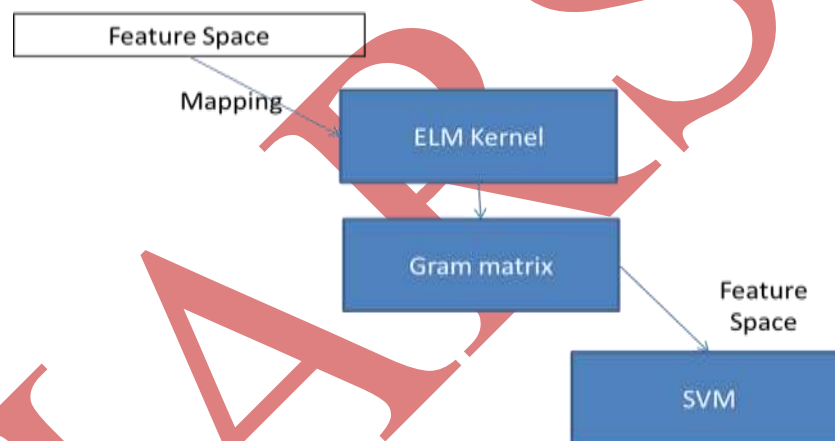 Feature Space
Mapping
ELM Kernel
Gram matrix
Feature
Space
SVM